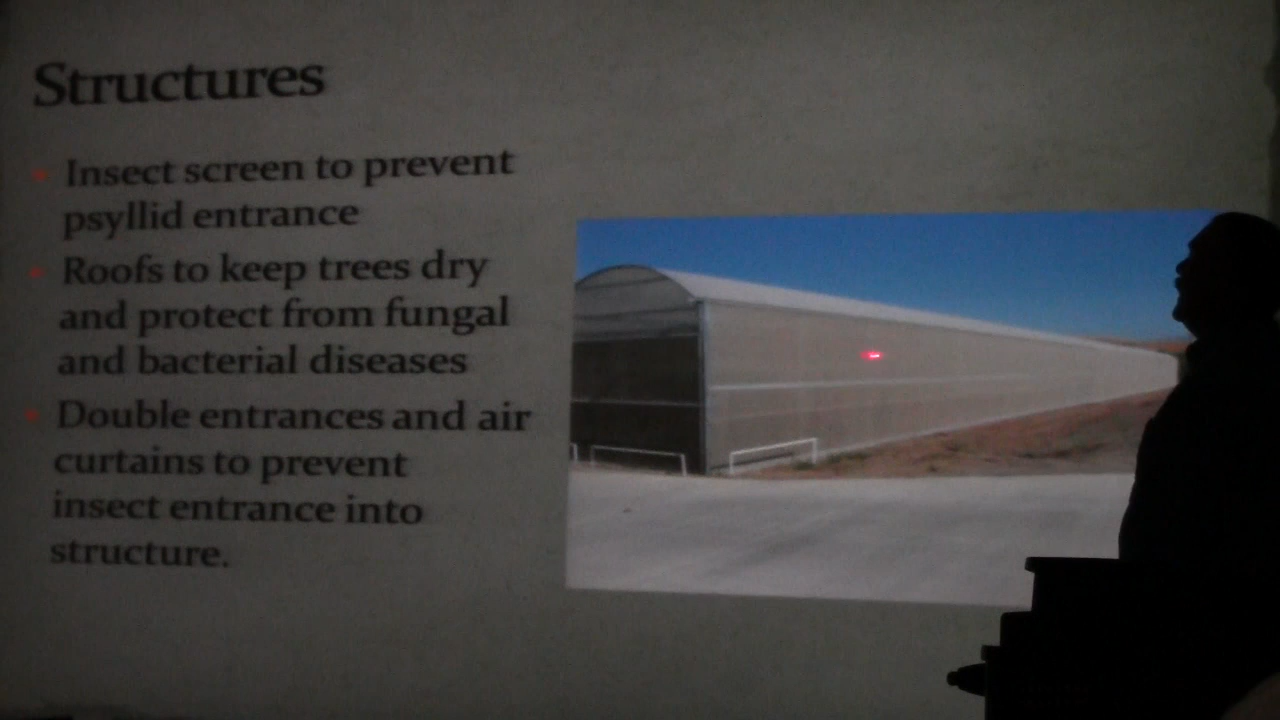 Structures
Insect screen to prevent
psyllid entrance
Roofs to keep trees dry
and protect from fungal
and bacterial diseases
Double entrances and air
curtains to prevent
insect entrance into
structure.